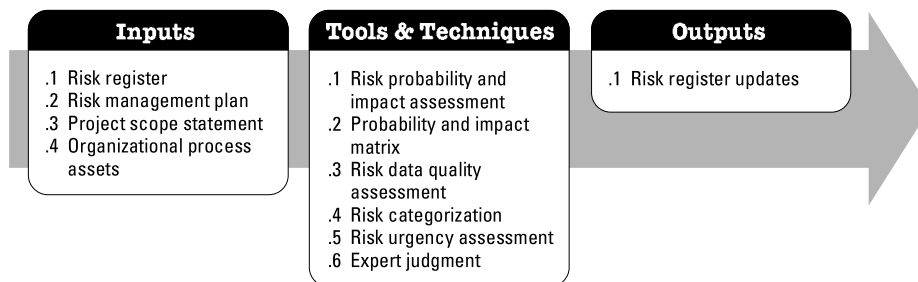 Inputs
.1 Risk register
.2 Risk management plan
.3 Project scope statement
.4 Organizational process
assets
Tools & Techniques
.1 Risk probability and
impact assessment
.2 Probability and impact
matrix
.3 Risk data quality
assessment
.4 Risk categorization
.5 Risk urgency assessment
.6 Expert judgment
Outputs
.1 Risk register updates